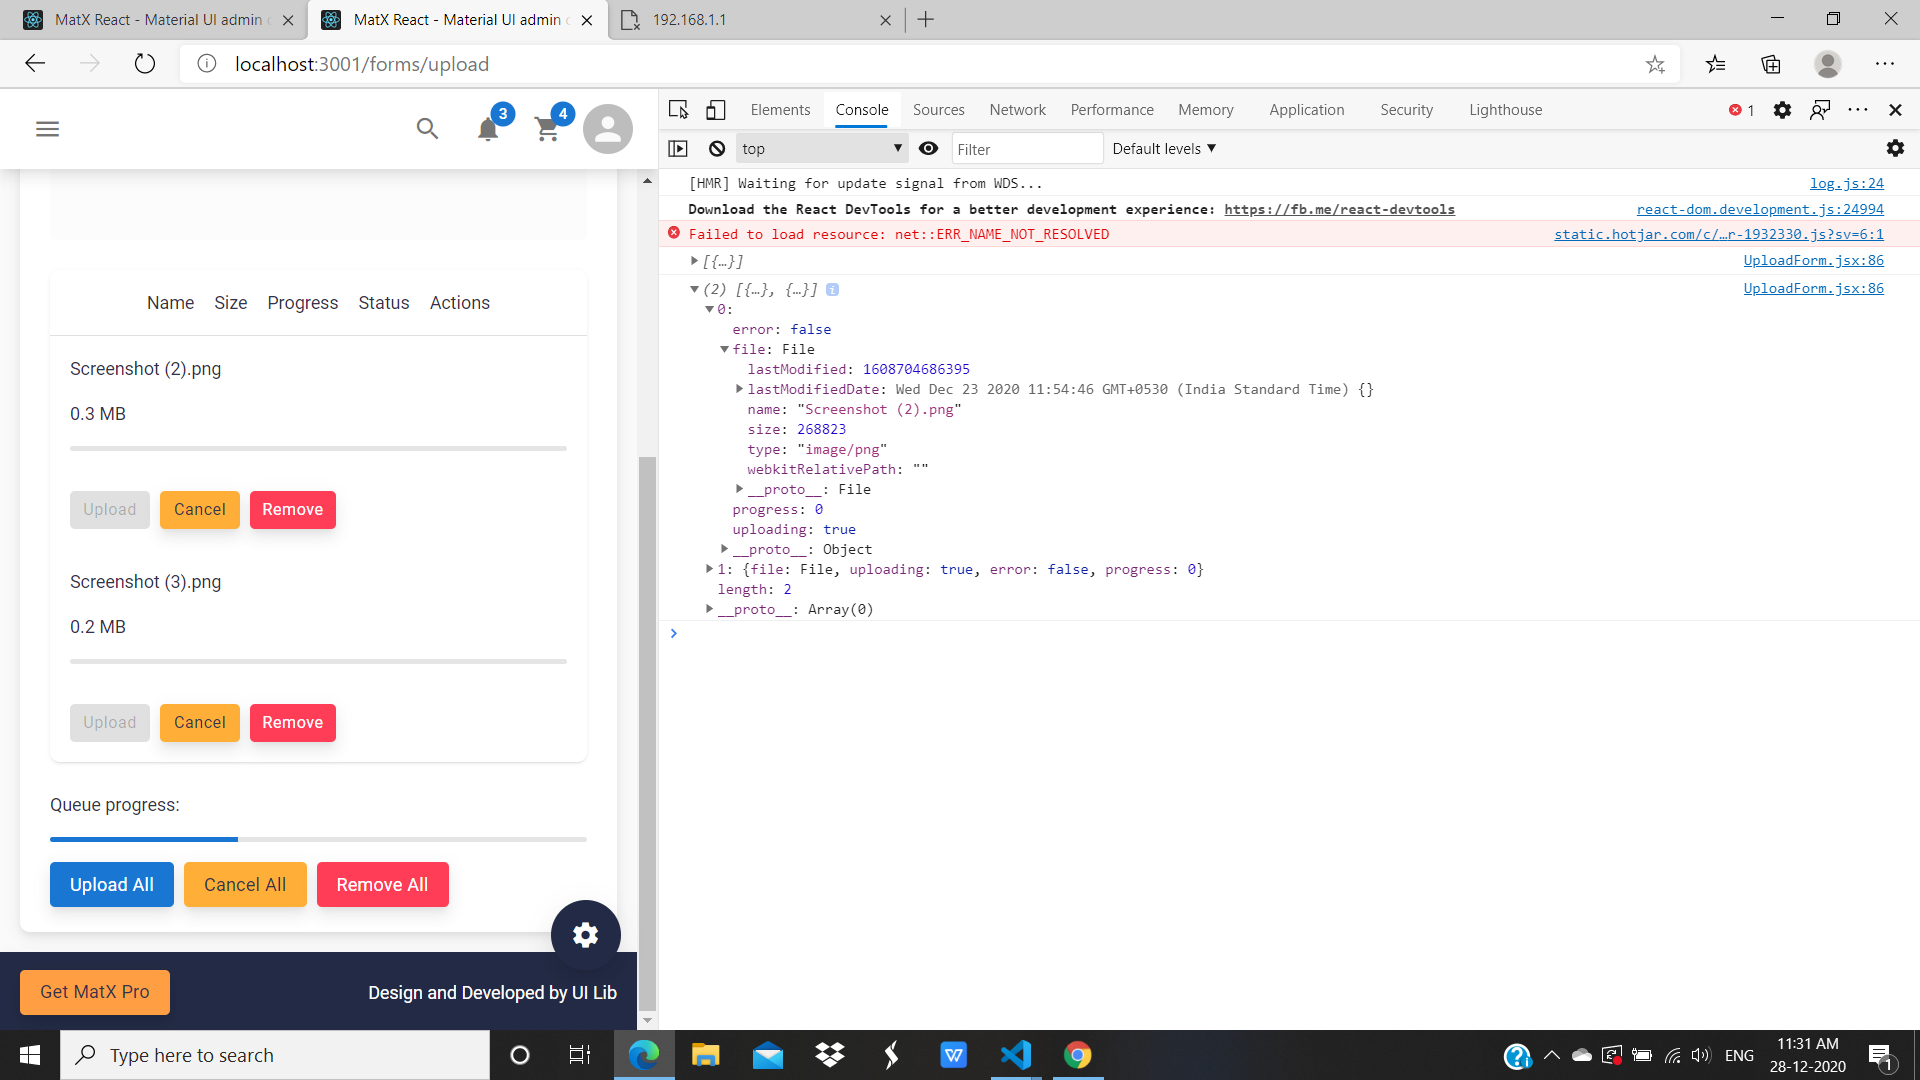 MatX React - Material UI admin
MatX React - Material UI admin
192.168.1.1
localhost:3001/forms/upload
3
4
Elements Console Sources Network Performance Memory Application Security Lighthouse
1
top
Filter
Default levels
[HMR] Waiting for update signal from WDS... log.js:24
Download the React DevTools for a better development experience: https://fb.me/react-devtools react-dom.development.js:24994
Failed to load resource: net::ERR_NAME_NOT_RESOLVED static.hotjar.com/c/…r-1932330.js?sv=6:1
[{…}] UploadForm.jsx:86
(2) [{…}, {…}] UploadForm.jsx:86
0:
error: false
file: File
lastModified: 1608704686395
lastModifiedDate: Wed Dec 23 2020 11:54:46 GMT+0530 (India Standard Time) {}
name: "Screenshot (2).png"
size: 268823
type: "image/png"
webkitRelativePath: ""
__proto__: File
progress: 0
uploading: true
__proto__: Object
1: {file: File, uploading: true, error: false, progress: 0}
length: 2
__proto__: Array(0)
Name Size Progress Status Actions
Screenshot (2).png
0.3 MB
Upload Cancel Remove
Screenshot (3).png
0.2 MB
Upload Cancel Remove
Queue progress:
Upload All Cancel All Remove All
Get MatX Pro
Design and Developed by UI Lib
Type here to search
ENG
11:31 AM
28-12-2020
1